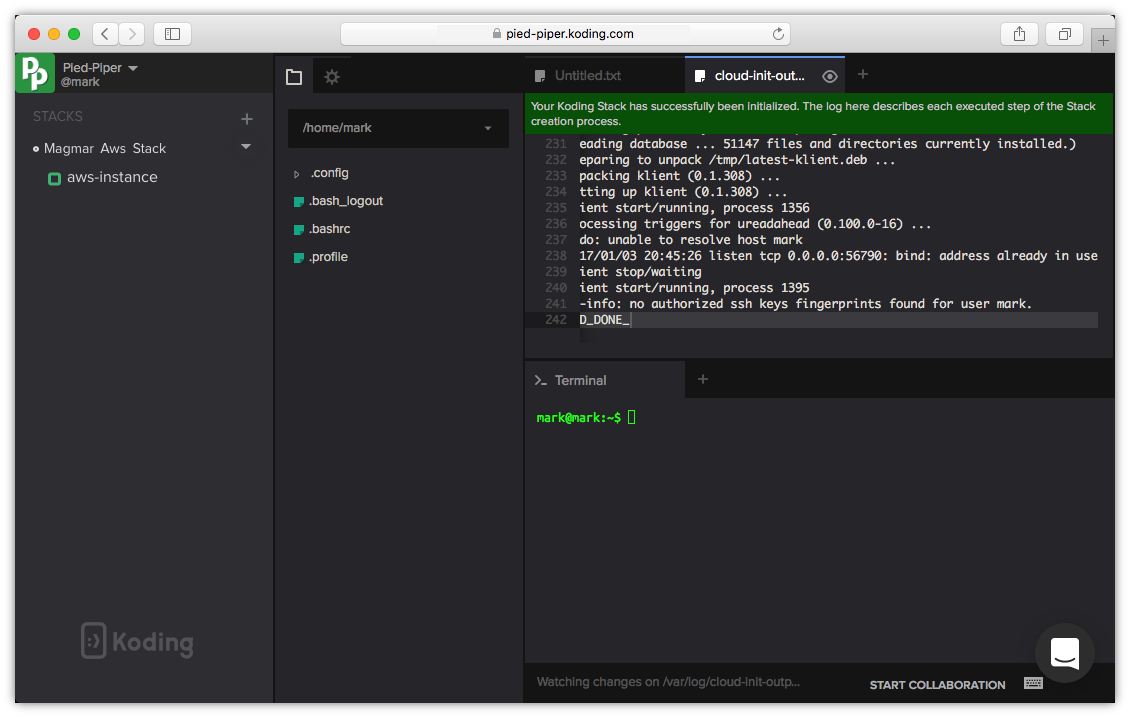 pied-piper.koding.com
Pp
Pied-Piper
@mark
STACKS
Magmar Aws Stack
aws-instance
Koding
/home/mark
.config
.bash_logout
.bashrc
.profile
Untitled.txt
cloud-init-out...
Your Koding Stack has successfully been initialized. The log here describes each executed step of the Stack
creation process.
231 eading database ... 51147 files and directories currently installed.)
232 eparing to unpack /tmp/latest-klient.deb ...
233 packing klient (0.1.308) ...
234 tting up klient (0.1.308) ...
235 ient start/running, process 1356
236 ocessing triggers for ureadahead (0.100.0-16) ...
237 do: unable to resolve host mark
238 17/01/03 20:45:26 listen tcp 0.0.0.0:56790: bind: address already in use
239 ient stop/waiting
240 ient start/running, process 1395
241 -info: no authorized ssh keys fingerprints found for user mark.
242 D_DONE_
Terminal
mark@mark:~$
Watching changes on /var/log/cloud-init-outp...
START COLLABORATION